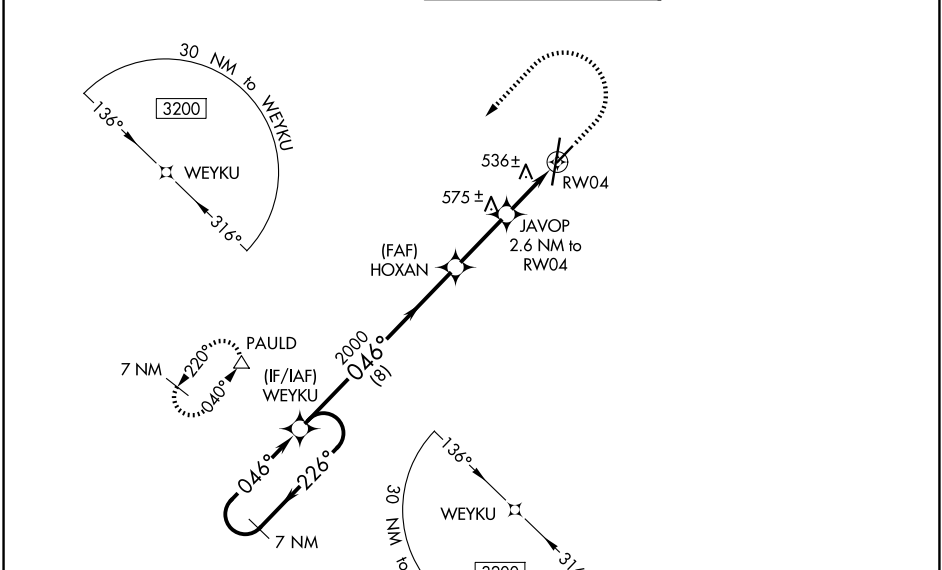 30 NM to WEYKU
3200
136°
WEYKU
316°
536±
RW04
575±
JAVOP
2.6 NM to
RW04
(FAF)
HOXAN
2000
046°
(8)
PAULD
7 NM
220°
040°
(IF/IAF)
WEYKU
046°
226°
7 NM
136°
30 NM to
WEYKU